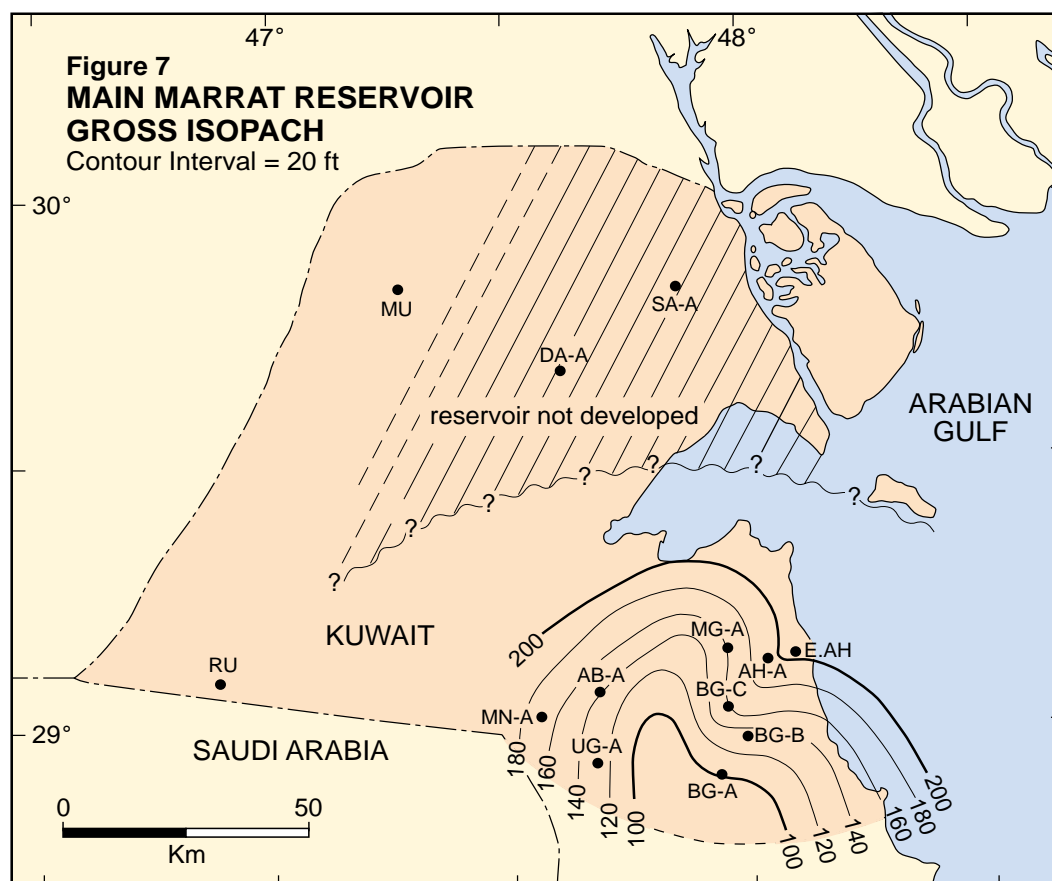 47°
48°
Figure 7
MAIN MARRAT RESERVOIR
GROSS ISOPACH
Contour Interval = 20 ft
30°
MU
SA-A
DA-A
reservoir not developed
ARABIAN
GULF
?
?
?
?
?
?
?
KUWAIT
200
MG-A
E.AH
AH-A
RU
AB-A
BG-C
MN-A
BG-B
29°
SAUDI ARABIA
UG-A
BG-A
180
160
140
120
100
100
120
140
160
180
200
0
50
Km